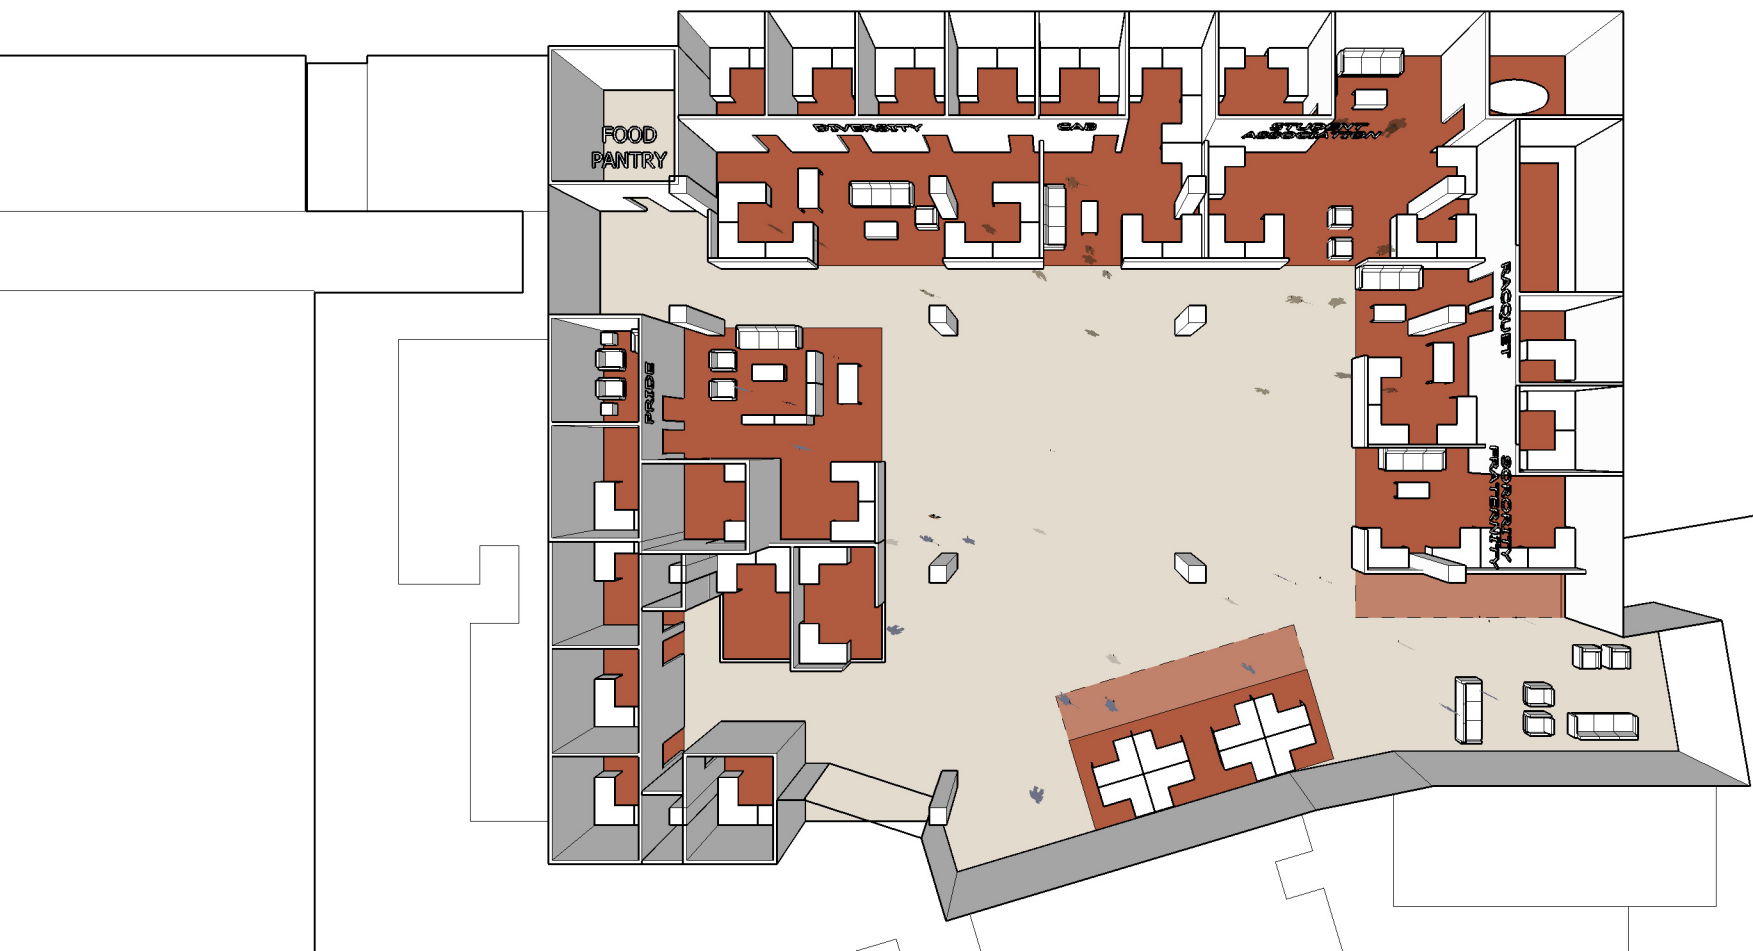 FOOD
PANTRY
DIVERSITY
CAB
STUDENT
ASSOCIATION
PRIDE
RACQUET
SORORITY
FRATERNITY